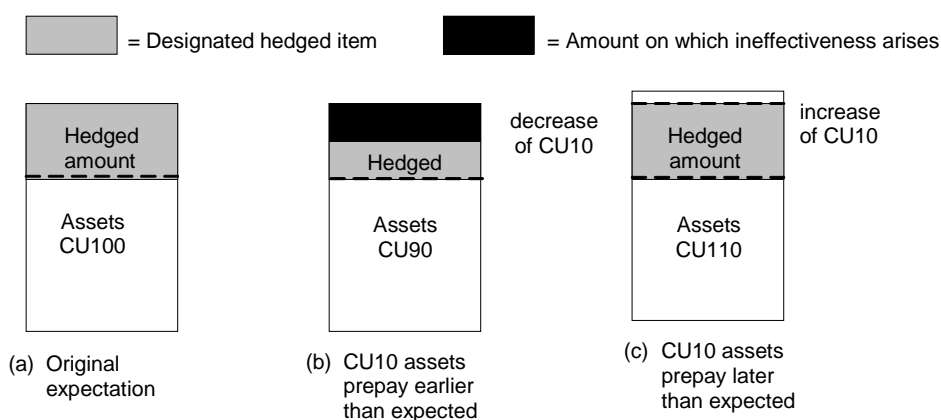 = Designated hedged item
= Amount on which ineffectiveness arises
Hedged
amount
Assets
CU100
(a) Original
expectation
Hedged
Assets
CU90
decrease
of CU10
(b) CU10 assets
prepay earlier
than expected
Hedged
amount
Assets
CU110
increase
of CU10
(c) CU10 assets
prepay later
than expected